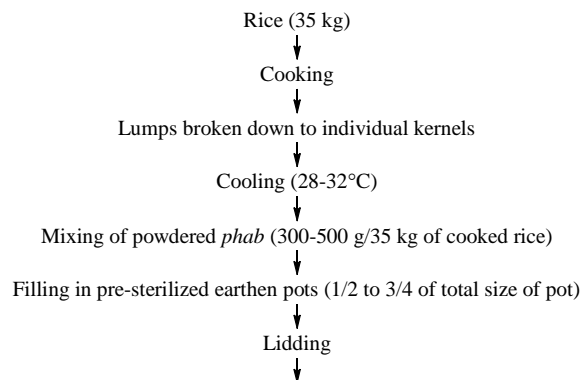 Rice (35 kg)
Cooking
Lumps broken down to individual kernels
Cooling (28-32°C)
Mixing of powdered phab (300-500 g/35 kg of cooked rice)
Filling in pre-sterilized earthen pots (1/2 to 3/4 of total size of pot)
Lidding